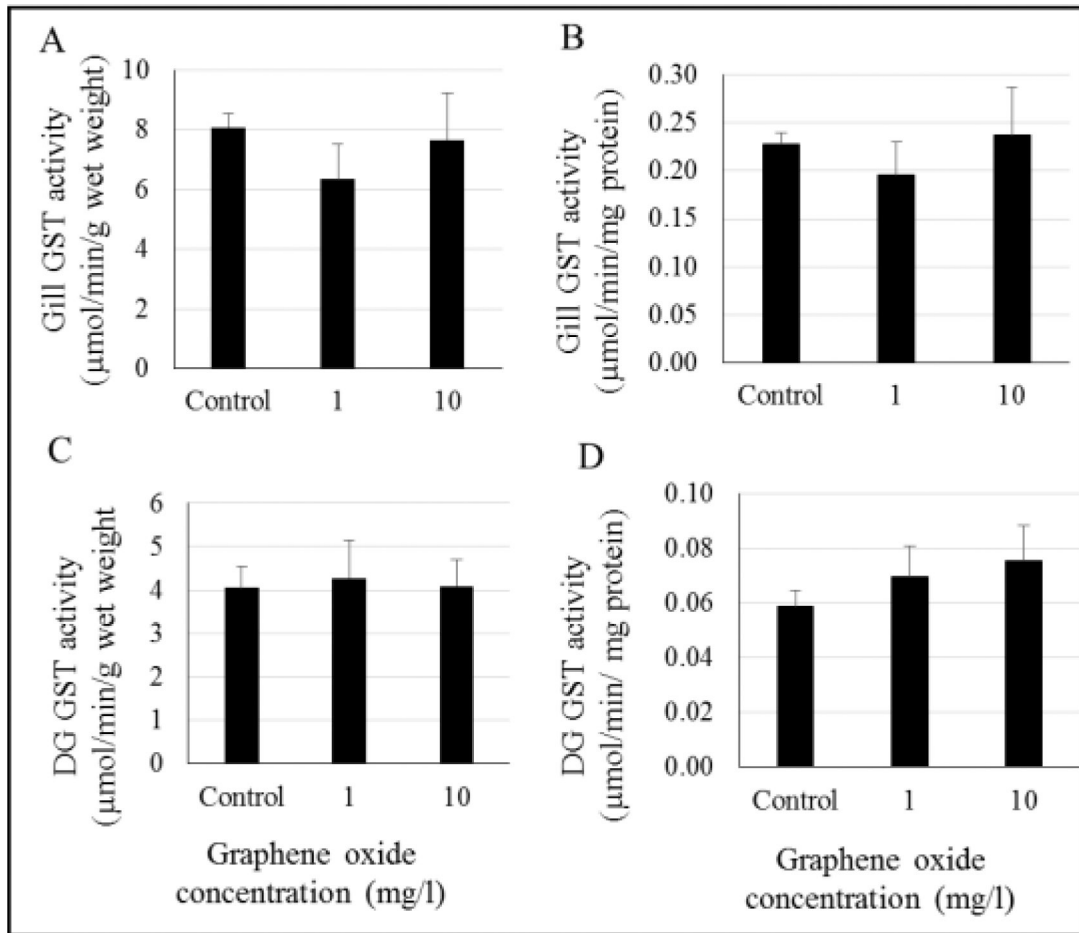 A
Gill GST activity
(µmol/min/g wet weight)
10
8
6
4
2
0
Control 1 10
B
Gill GST activity
(µmol/min/mg protein)
0.30
0.25
0.20
0.15
0.10
0.05
0.00
Control 1 10
C
DG GST activity
(µmol/min/g wet weight
6
5
4
3
2
1
0
Control 1 10
Graphene oxide
concentration (mg/l)
D
DG GST activity
(µmol/min/ mg protein)
0.10
0.08
0.06
0.04
0.02
0.00
Control 1 10
Graphene oxide
concentration (mg/l)